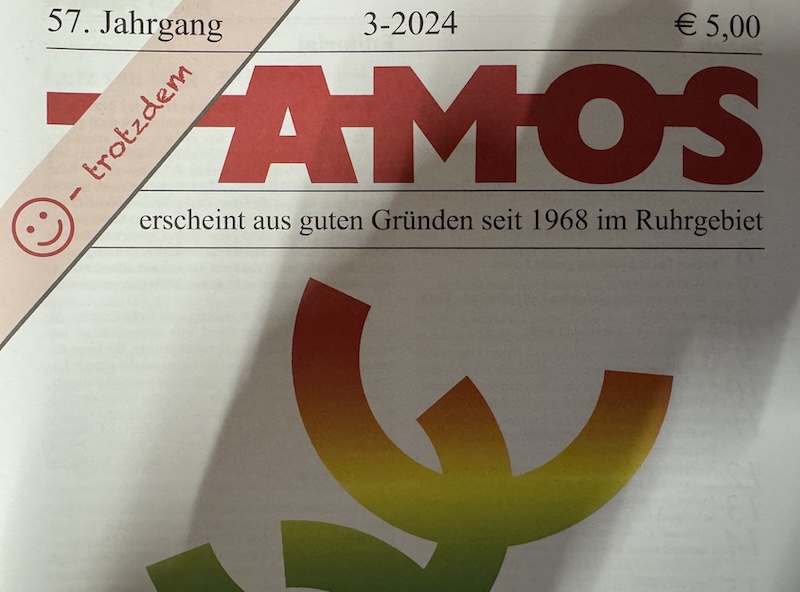 57. Jahrgang 3-2024 € 5,00
- trotzdem
AMOS
erscheint aus guten Gründen seit 1968 im Ruhrgebiet